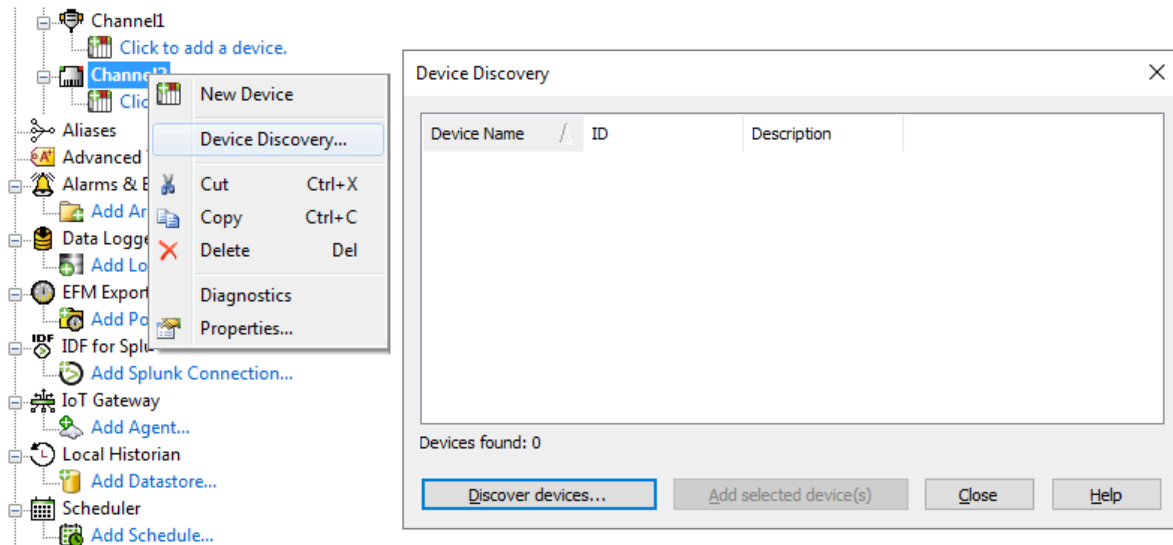 Channel1
Click to add a device.
Channel2
Clic
Aliases
Advanced
Alarms & E
Add Ar
Data Logge
Add Lo
EFM Export
Add Po
IDF for Splu
Add Splunk Connection...
IoT Gateway
Add Agent...
Local Historian
Add Datastore...
Scheduler
Add Schedule...
New Device
Device Discovery...
Cut Ctrl+X
Copy Ctrl+C
Delete Del
Diagnostics
Properties...
Device Discovery
Device Name / ID Description
Devices found: 0
Discover devices... Add selected device(s) Close Help